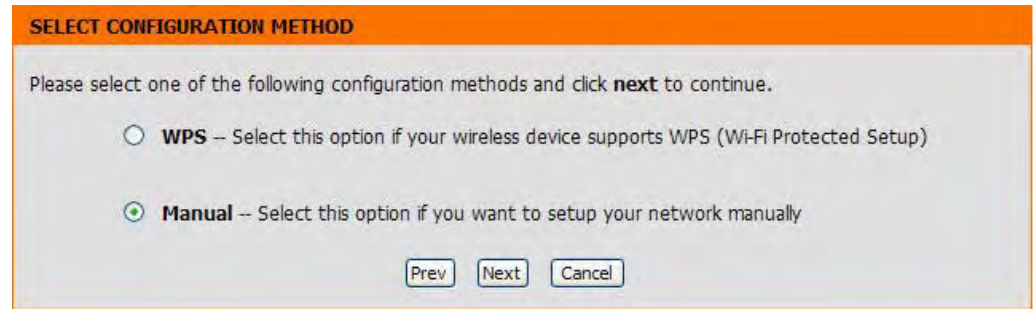 SELECT CONFIGURATION METHOD
Please select one of the following configuration methods and click next to continue.
WPS -- Select this option if your wireless device supports WPS (Wi-Fi Protected Setup)
Manual -- Select this option if you want to setup your network manually
Prev Next Cancel